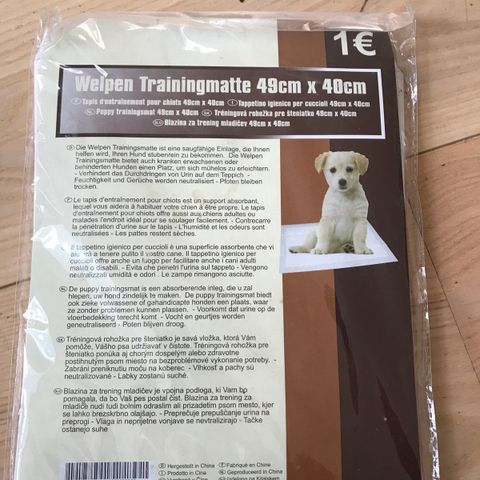 1€
Welpen Trainingmatte 49cm x 40cm
Tapis d'entraînement pour chiots 49cm x 40cm Tappetino igienico per cuccioli 49cm x 40cm
Puppy trainingsmat 49cm x 40cm Tréningová rohožka pre šteniatko 49cm x 40cm
Blazina za trening mladičev 49cm x 40cm
Die Welpen Trainingsmatte ist eine saugfähige Einlage, die Ihnen
helfen wird, Ihren Hund stubenrein zu bekommen. Die Welpen
Trainingsmatte bietet auch kranken erwachsenen oder
behinderten Hunden einen Platz, um sich mühelos zu erleichtern.
- Verhindert das Durchdringen von Urin auf dem Teppich -
Feuchtigkeit und Gerüche werden neutralisiert - Pfoten bleiben
trocken.
Le tapis d'entraînement pour chiots est un support absorbant,
lequel vous aidera à habituer votre chien à être propre. Le tapis
d'entraînement pour chiots offre aussi aux chiens adultes ou
malades l'endroit idéal pour se soulager facilement. - Contrecarre
la pénétration d'urine sur le tapis - L'humidité et les odeurs sont
neutralisées - Les pattes restent sèches.
Il tappetino igienico per cuccioli è una superficie assorbente che vi
aiuterà a tenere pulito il vostro cane. Il tappetino igienico per
cuccioli offre anche un luogo per facilitare anche i cani adulti
malati o disabili. - Evita che penetri l'urina sul tappeto - Vengono
neutralizzati umidità e odori - Le zampe rimangono asciutte.
De puppy trainingsmat is een absorberende inleg, die u zal
hlepen, uw hond zindelijk te maken. De puppy trainingsmat biedt
ook zieke volwassene of gahandicapte honden een plaats, waar
ze zonder problemen kunnen plassen. - Voorkomt dat urine op de
vloerbedekking terecht komt - Vocht en geurtjes worden
geneutraliseerd - Poten blijven droog.
Tréningová rohožka pre šteniatko je savá vložka, ktorá Vám
pomôže, Vášho psa udržiavať v čistote. Tréningová rohožka pre
šteniatko ponúka aj chorým dospelým alebo zdravotne
postihnutým psom miesto na bezproblémové vykonanie potreby. -
Zabráni preniknutiu moču na koberec - Vlhkosť a pachy sú
neutralizované - Labky zostanú suché.
Blazina za trening mladičev je vpojna podloga, ki Vam bo
pomagala, da bo Vaš pes postal čist. Blazina za trening za
mladiče nudi tudi bolnim odraslim ali prizadetim psom mesto, kjer
se lahko brezskrbno olajšajo. - Preprečuje prepuščanje urina na
preprogi - Vlaga in neprijetne vonjave se nevtralizirajo - Tačke
ostanejo suhe
Hergestellt in China Fabriqué en China
Prodotto in Cina Geproduceerd in China